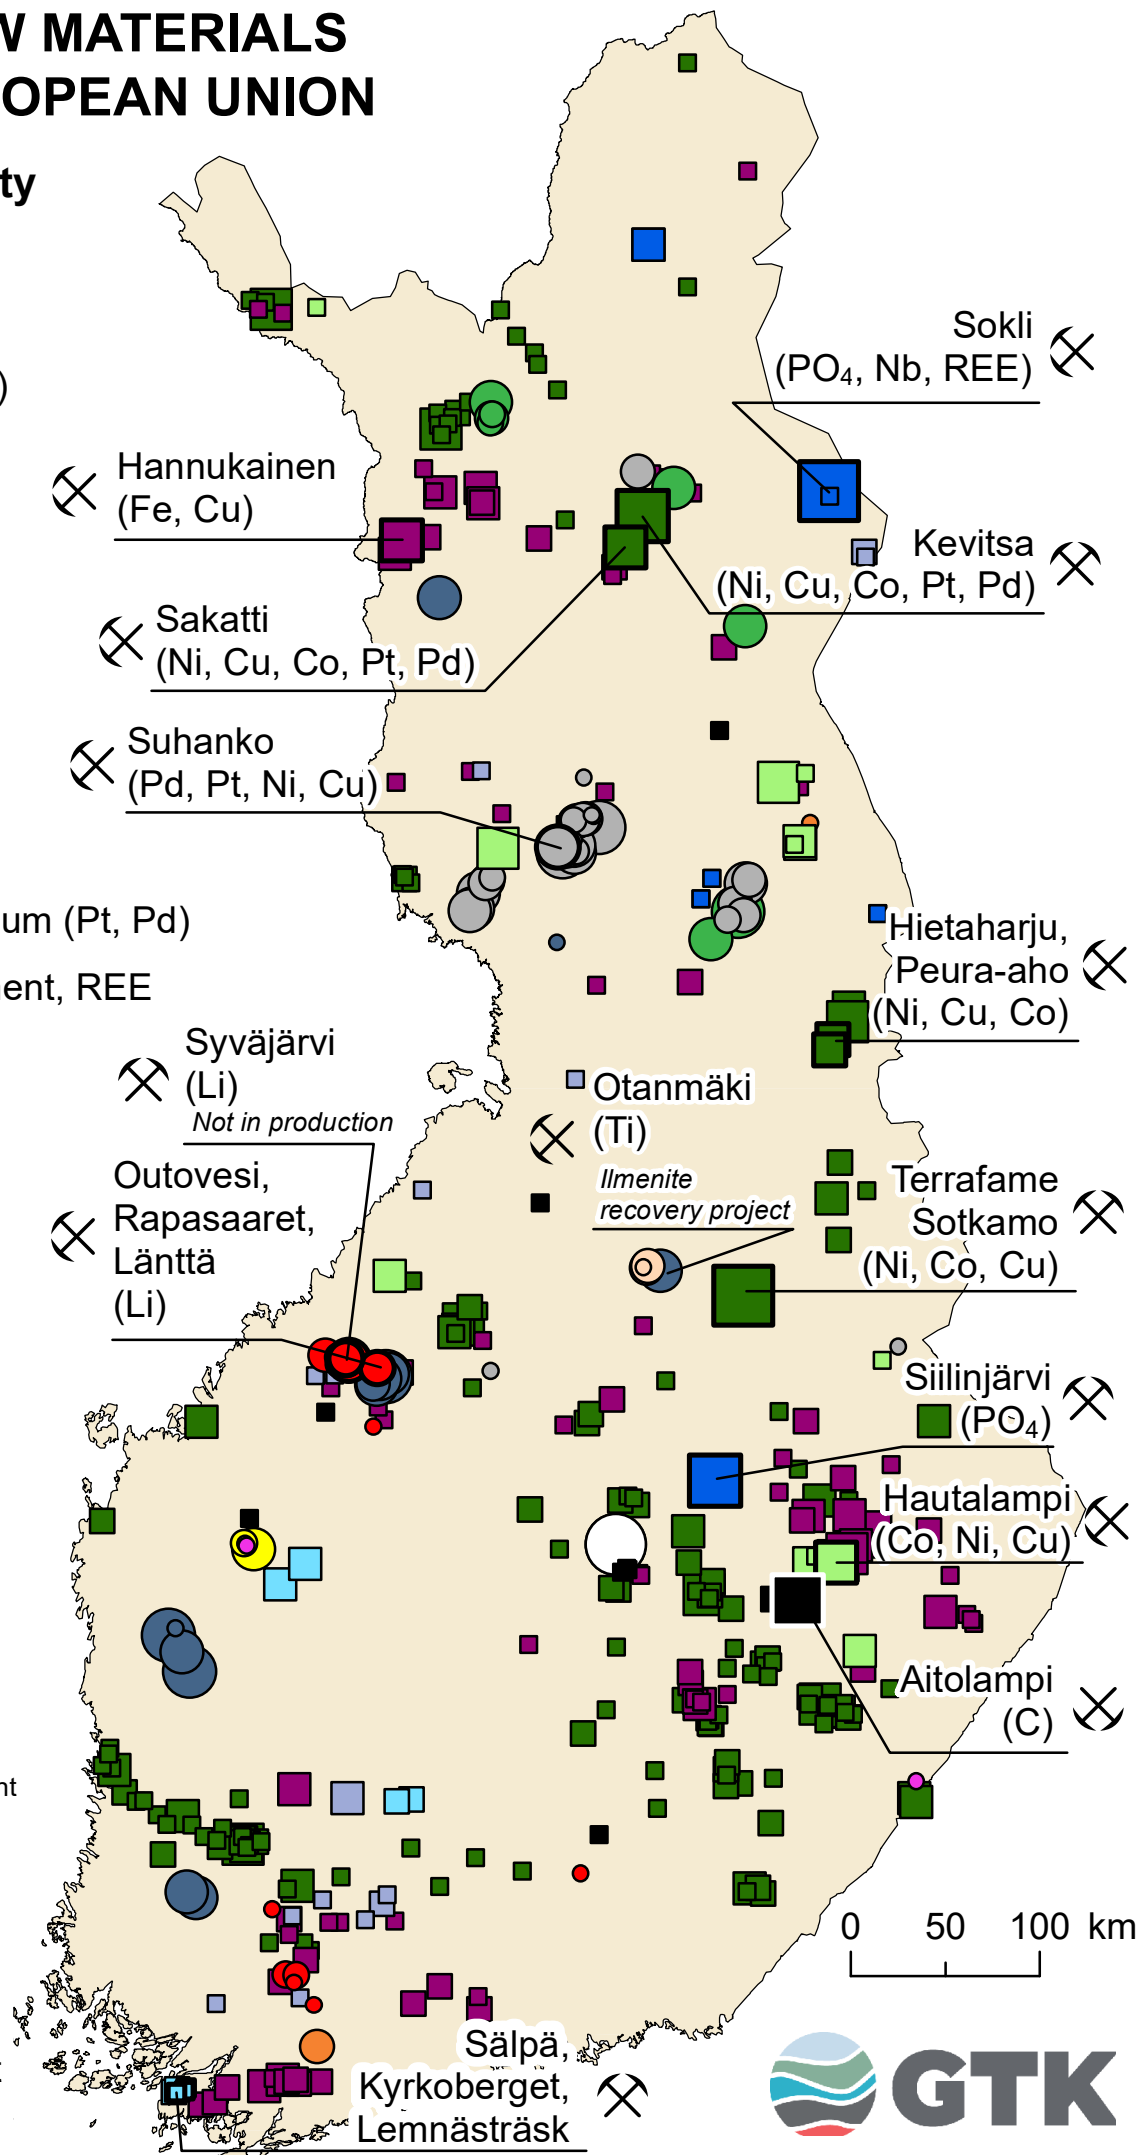 W MATERIALS
OPEAN UNION
ty
)
Sokli
(PO₄, Nb, REE)
Hannukainen
(Fe, Cu)
Kevitsa
(Ni, Cu, Co, Pt, Pd)
Sakatti
(Ni, Cu, Co, Pt, Pd)
Suhanko
(Pd, Pt, Ni, Cu)
um (Pt, Pd)
Hietaharju,
Peura-aho
(Ni, Cu, Co)
ent, REE
Syväjärvi
(Li)
Not in production
Otanmäki
(Ti)
Ilmenite
recovery project
Outovesi,
Rapasaaret,
Länttä
(Li)
Terrafame
Sotkamo
(Ni, Co, Cu)
Siilinjärvi
(PO₄)
Hautalampi
(Co, Ni, Cu)
Aitolampi
(C)
nt
0 50 100 km
Sälpä,
Kyrkoberget,
Lemnästräsk
GTK